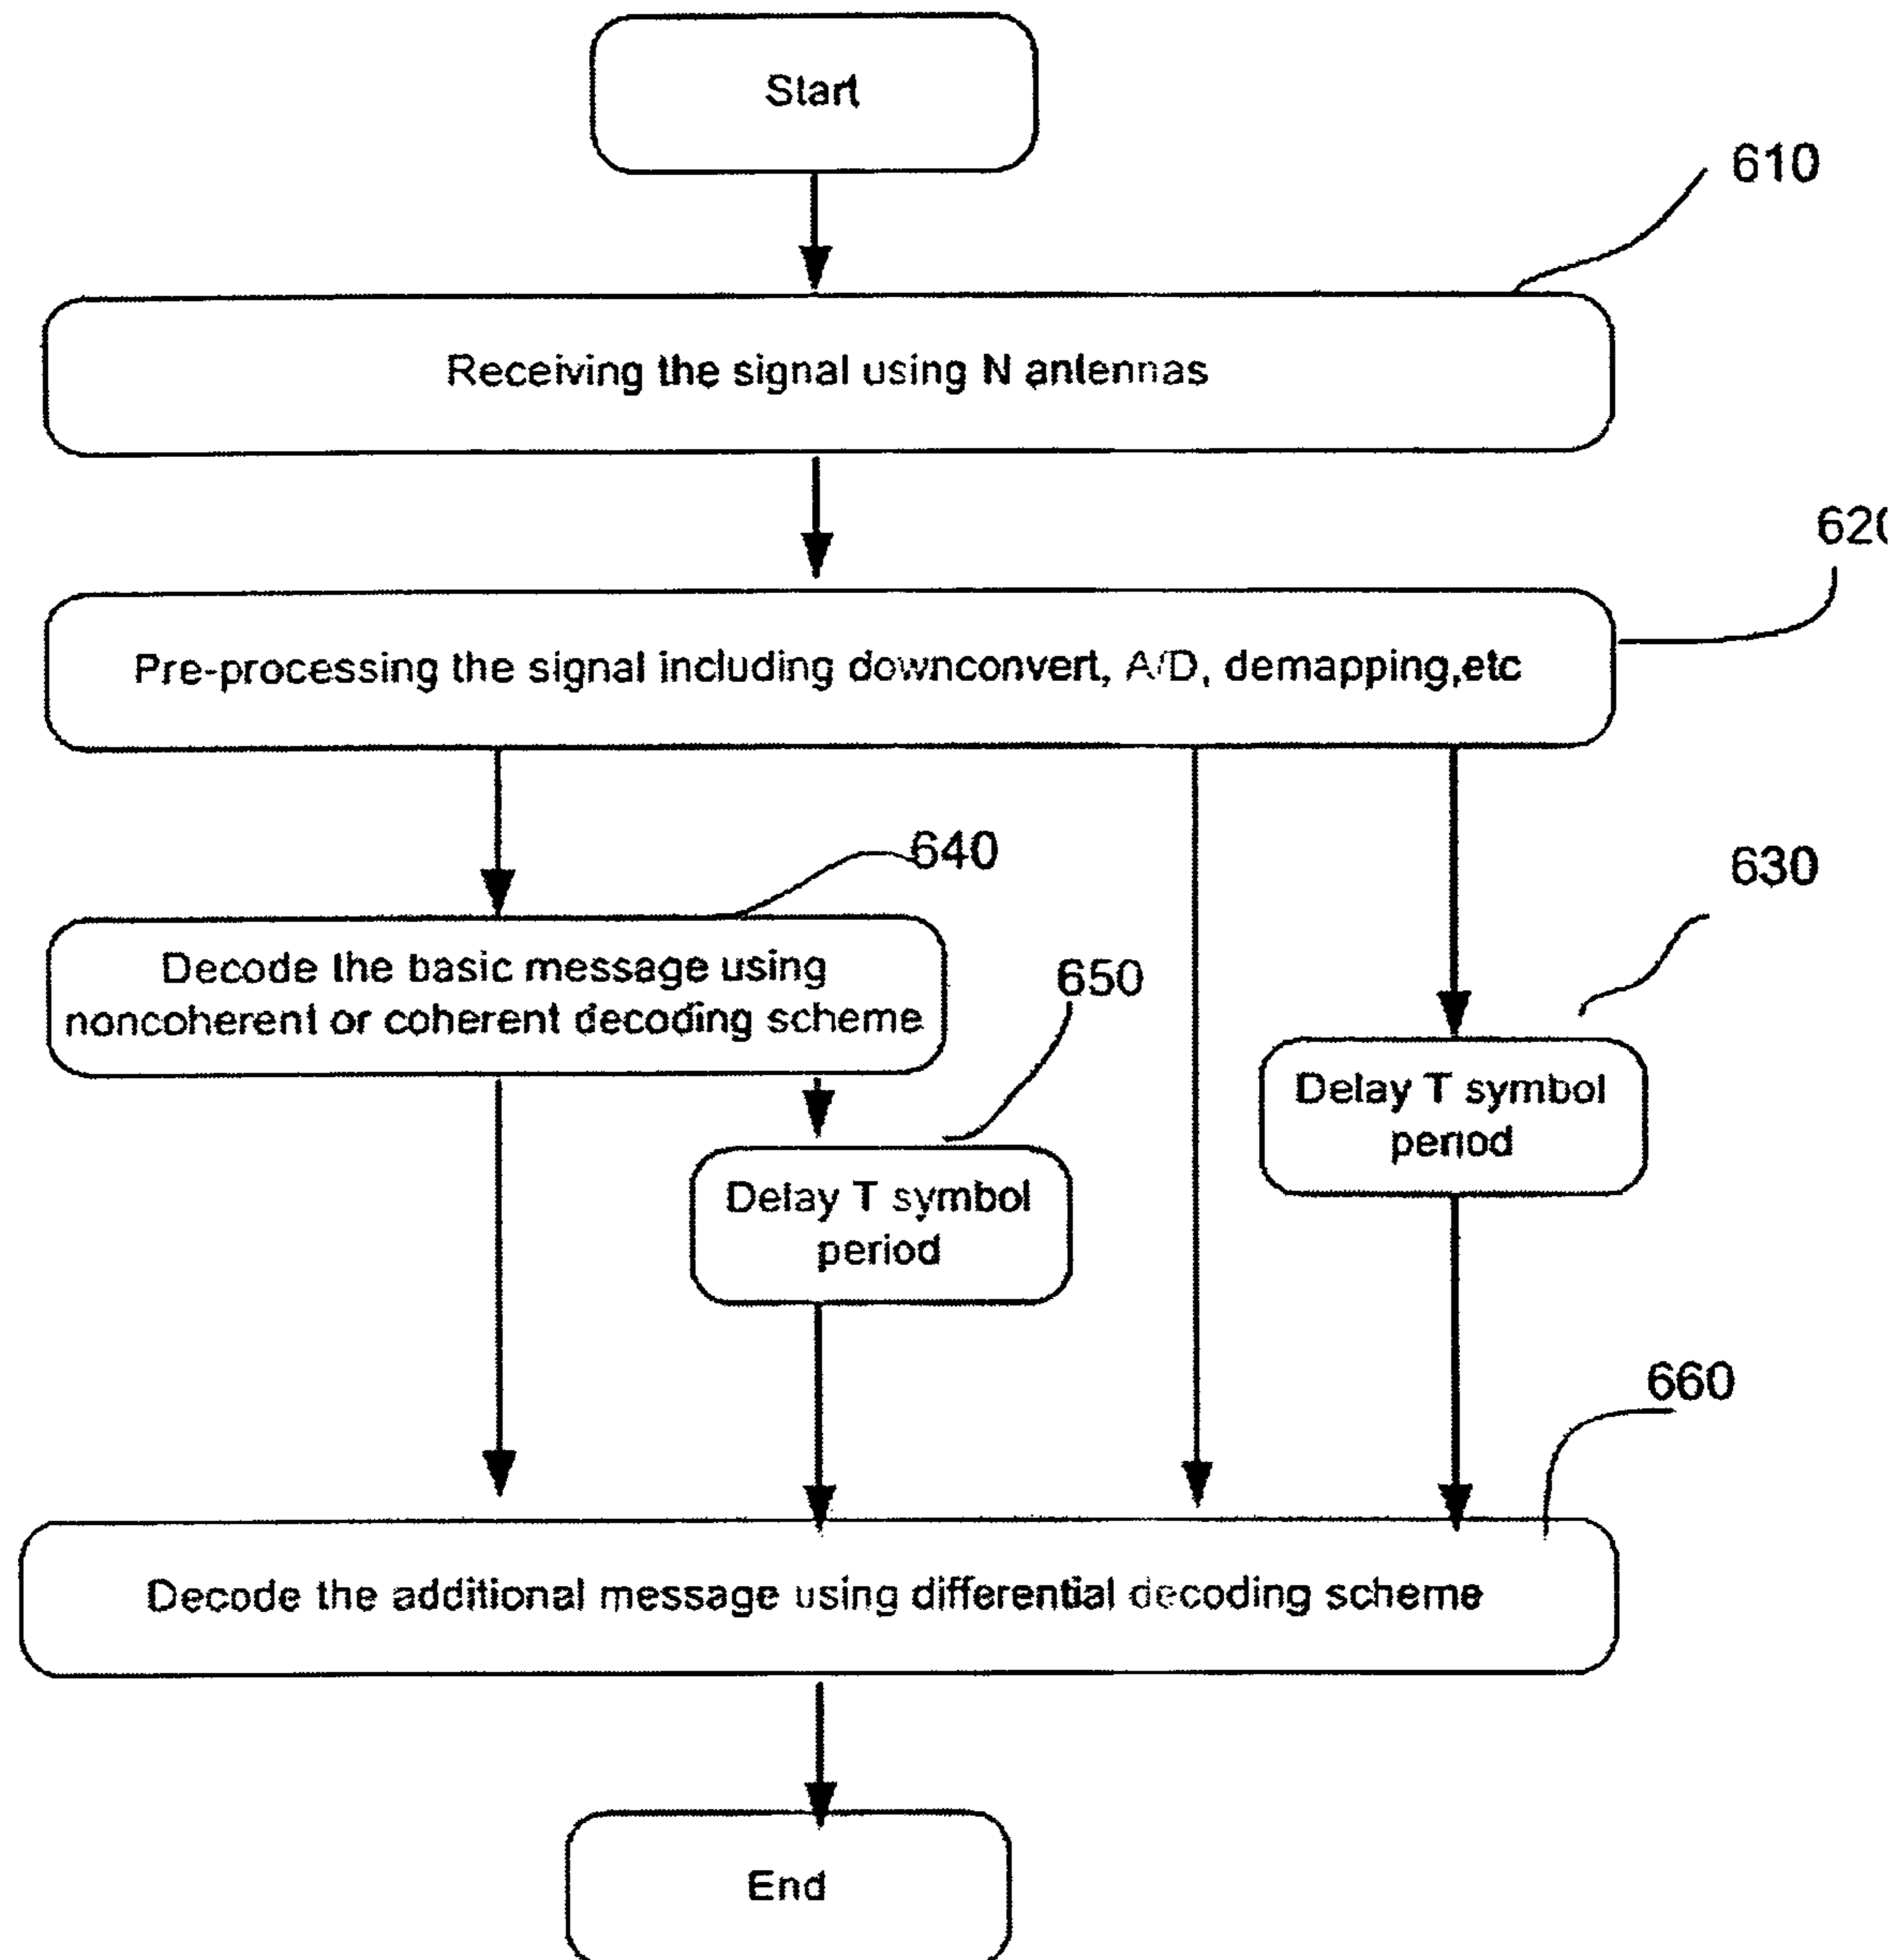 Start
610
Receiving the signal using N antennas
620
Pre-processing the signal including downconvert, A/D, demapping,etc
640
630
Decode the basic message using
noncoherent or coherent decoding scheme
650
Delay T symbol
period
Delay T symbol
period
660
Decode the additional message using differential decoding scheme
End